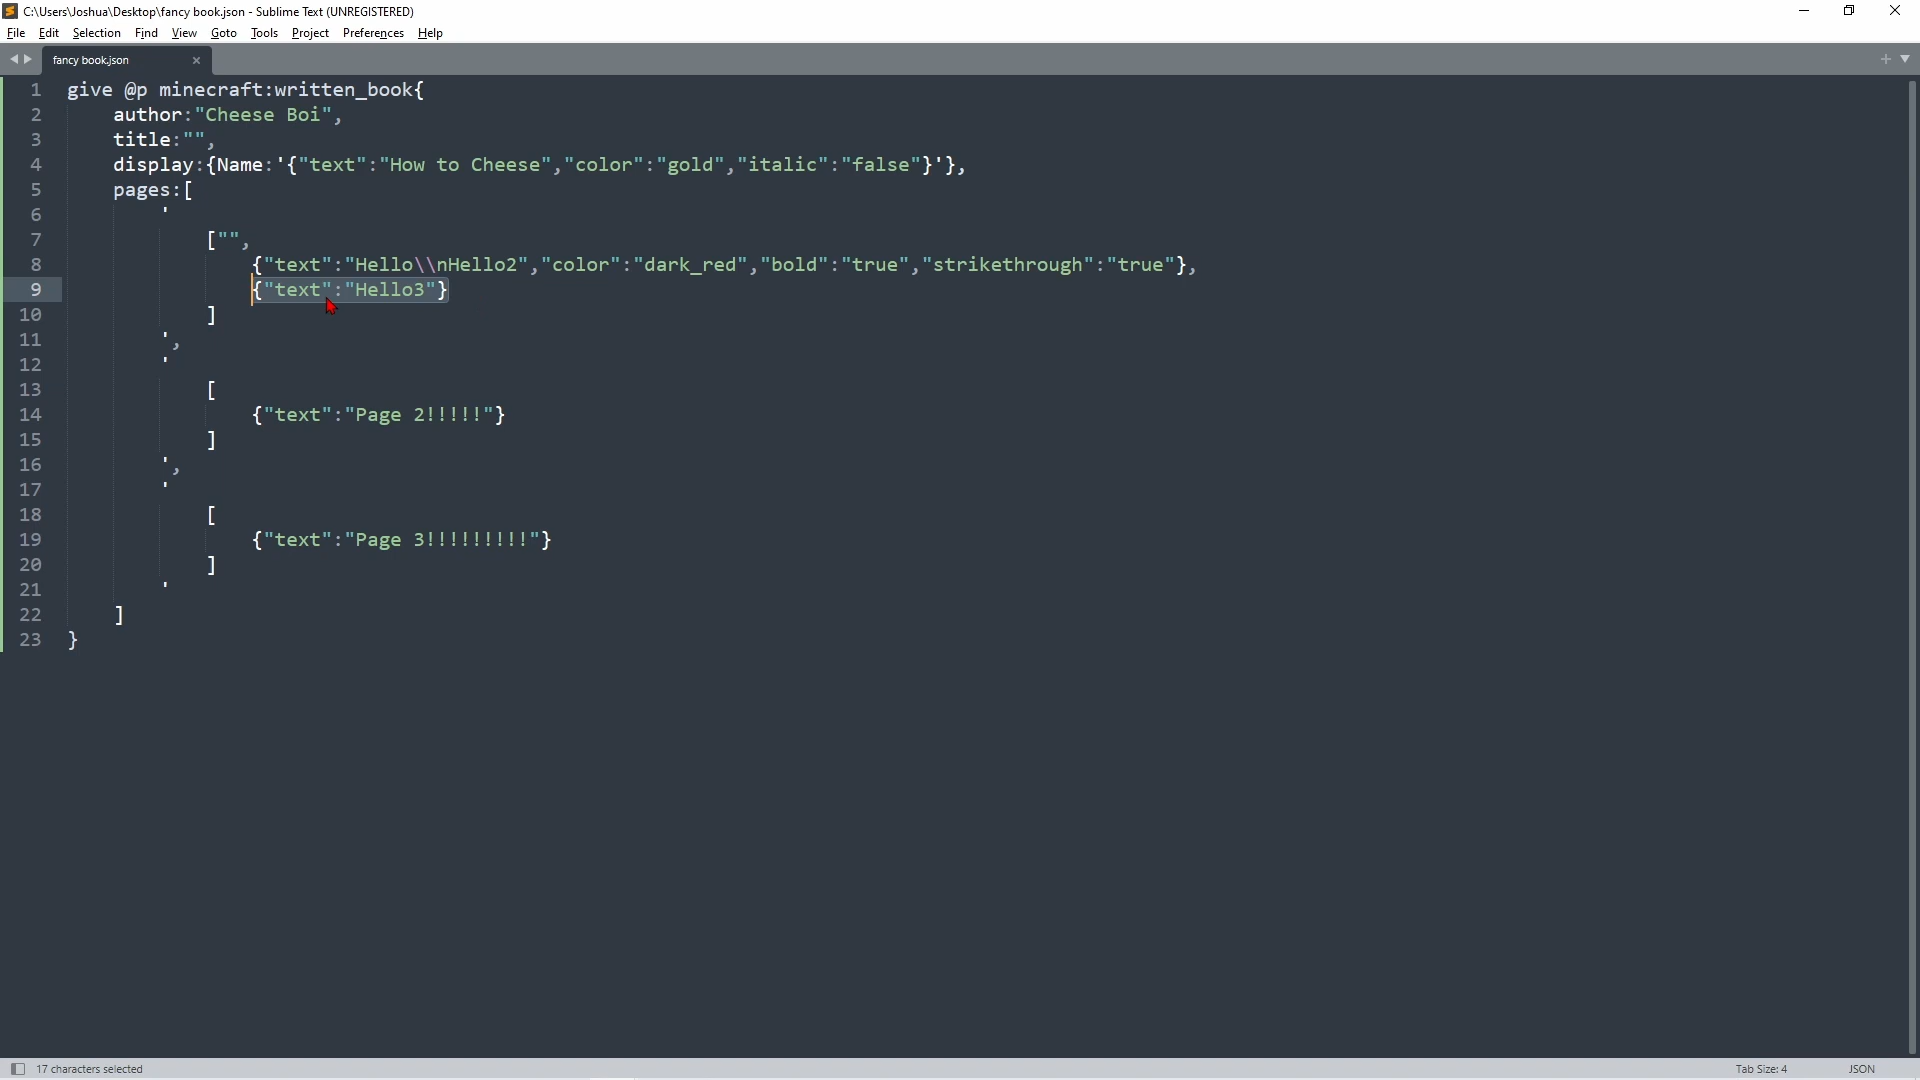 C:\Users\Joshua\Desktop\fancy book.json - Sublime Text (UNREGISTERED)
File Edit Selection Find View Goto Tools Project Preferences Help
fancy book.json
1 give @p minecraft:written_book{
2 author:"Cheese Boi",
3 title:"",
4 display:{Name:'{"text":"How to Cheese","color":"gold","italic":"false"}'},
5 pages:[
6 '
7 ["",
8 {"text":"Hello\\nHello2","color":"dark_red","bold":"true","strikethrough":"true"},
9 {"text":"Hello3"}
10 ]
11 ',
12 '
13 [
14 {"text":"Page 2!!!!!"}
15 ]
16 ',
17 '
18 [
19 {"text":"Page 3!!!!!!!!!"}
20 ]
21 '
22 ]
23 }
17 characters selected Tab Size: 4 JSON